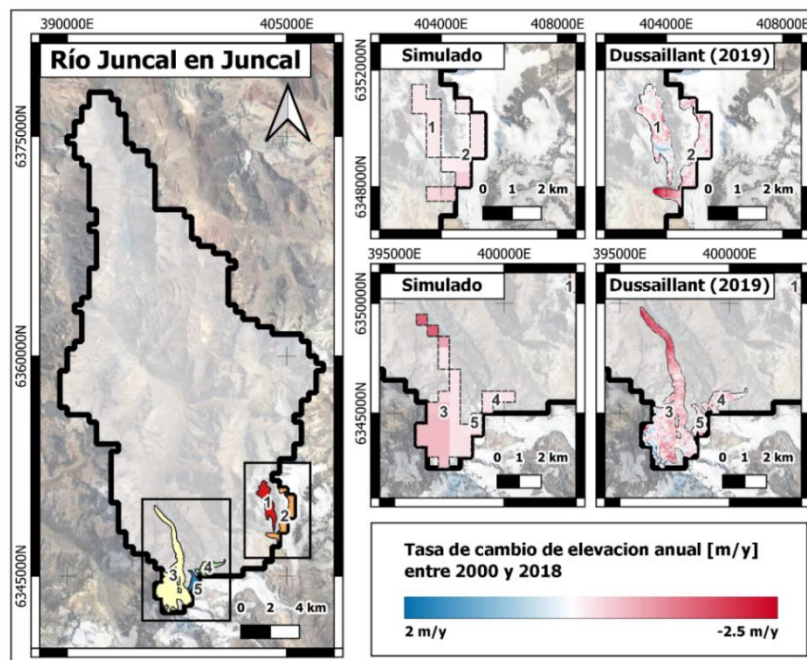 390000E 405000E
Río Juncal en Juncal
6375000N
6360000N
6345000N
1
2
3
4
5
0 2 4 km
404000E 408000E
Simulado
6352000N
6348000N
1
2
0 1 2 km
404000E 408000E
Dussaillant (2019)
1
2
0 1 2 km
395000E 400000E
Simulado
1
6350000N
6345000N
3
4
5
0 1 2 km
395000E 400000E
Dussaillant (2019)
1
3
4
5
0 1 2 km
Tasa de cambio de elevacion anual [m/y]
entre 2000 y 2018
2 m/y -2.5 m/y